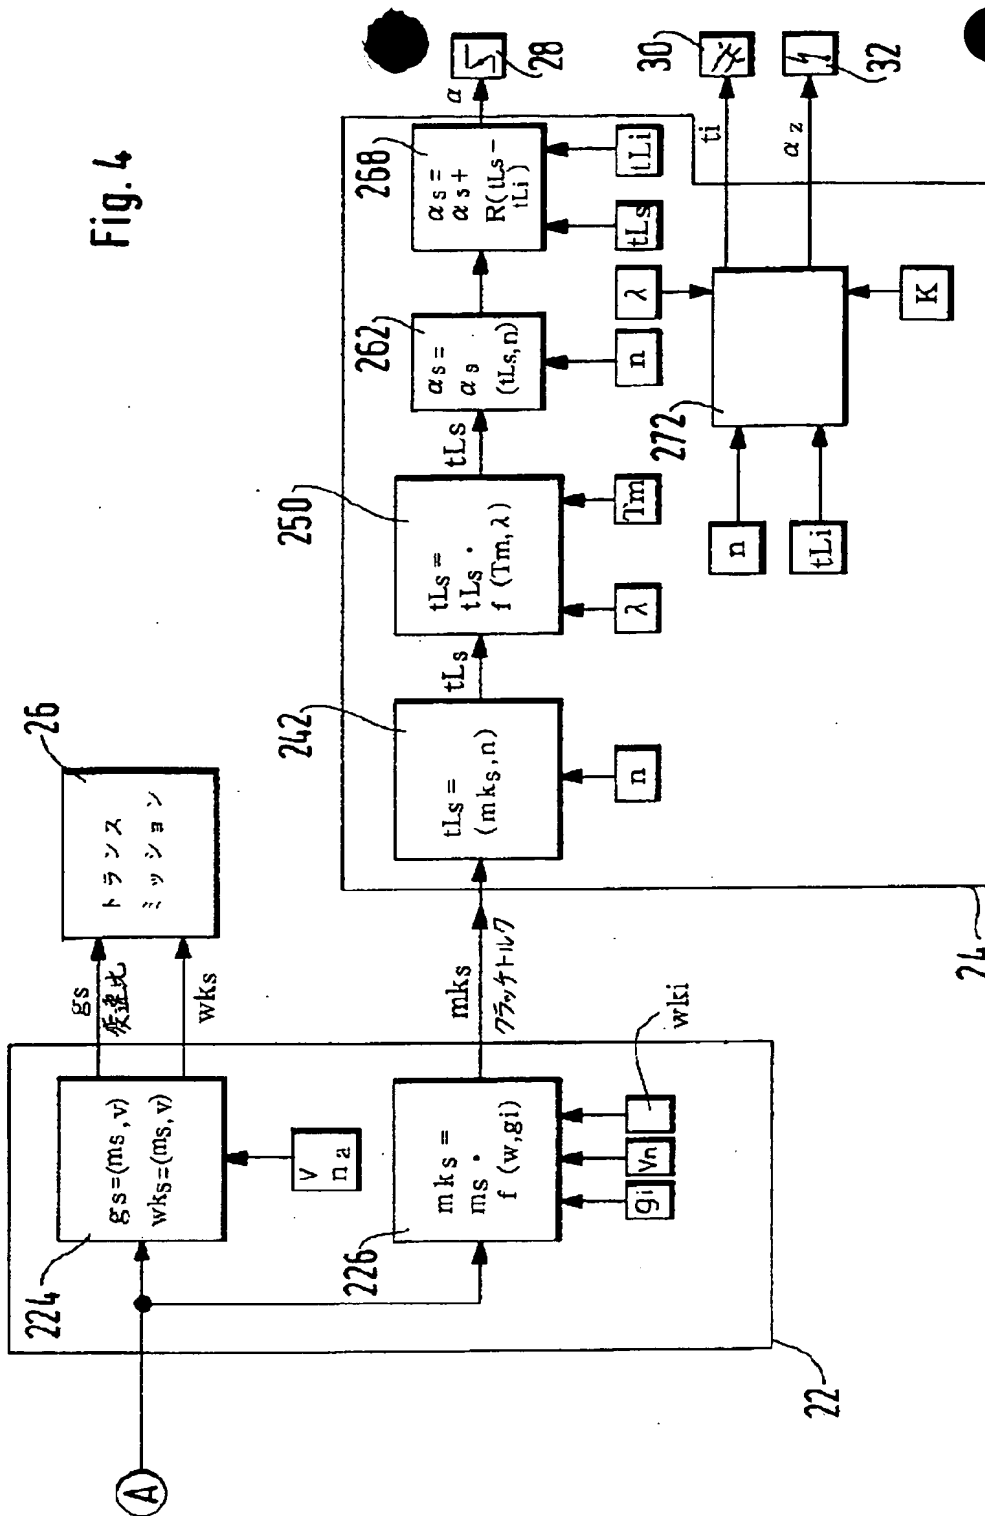 Fig. 4
A
22
224
gs=(ms,v)
wks=(ms,v)
V
na
226
mks=
ms・
f (w,gi)
gi
Vn
wki
gs
変速比
wks
26
トランス
ミッション
mks
クラッチトルク
24
242
tLs=
(mks,n)
n
tLs
250
tLs=
tLs・
f (Tm,λ)
λ
Tm
tLs
262
αs=
αs
(tLs,n)
n
268
αs=
αs+
R(tLs−
tLi)
tLs
tLi
α
28
272
n
tLi
λ
K
ti
30
αz
32